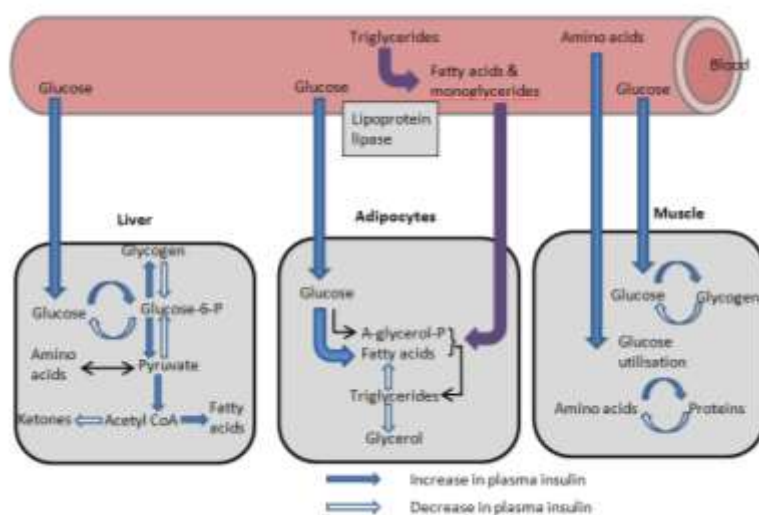 Triglycerides
Amino acids
Blood
Glucose
Glucose
Fatty acids &
monoglycerides
Glucose
Lipoprotein
lipase
Liver
Adipocytes
Muscle
Glycogen
Glucose
Glucose-6-P
Amino
acids
Pyruvate
Ketones
Acetyl CoA
Fatty
acids
Glucose
A-glycerol-P
Fatty acids
Triglycerides
Glycerol
Glucose
Glycogen
Glucose
utilisation
Amino acids
Proteins
Increase in plasma insulin
Decrease in plasma insulin